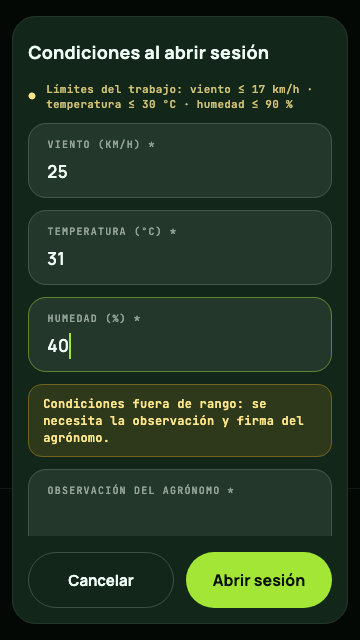 Condiciones al abrir sesión
Límites del trabajo: viento ≤ 17 km/h ·
temperatura ≤ 30 °C · humedad ≤ 90 %
VIENTO (KM/H) *
25
TEMPERATURA (°C) *
31
HUMEDAD (%) *
40
Condiciones fuera de rango: se
necesita la observación y firma del
agrónomo.
OBSERVACIÓN DEL AGRÓNOMO *
Cancelar
Abrir sesión